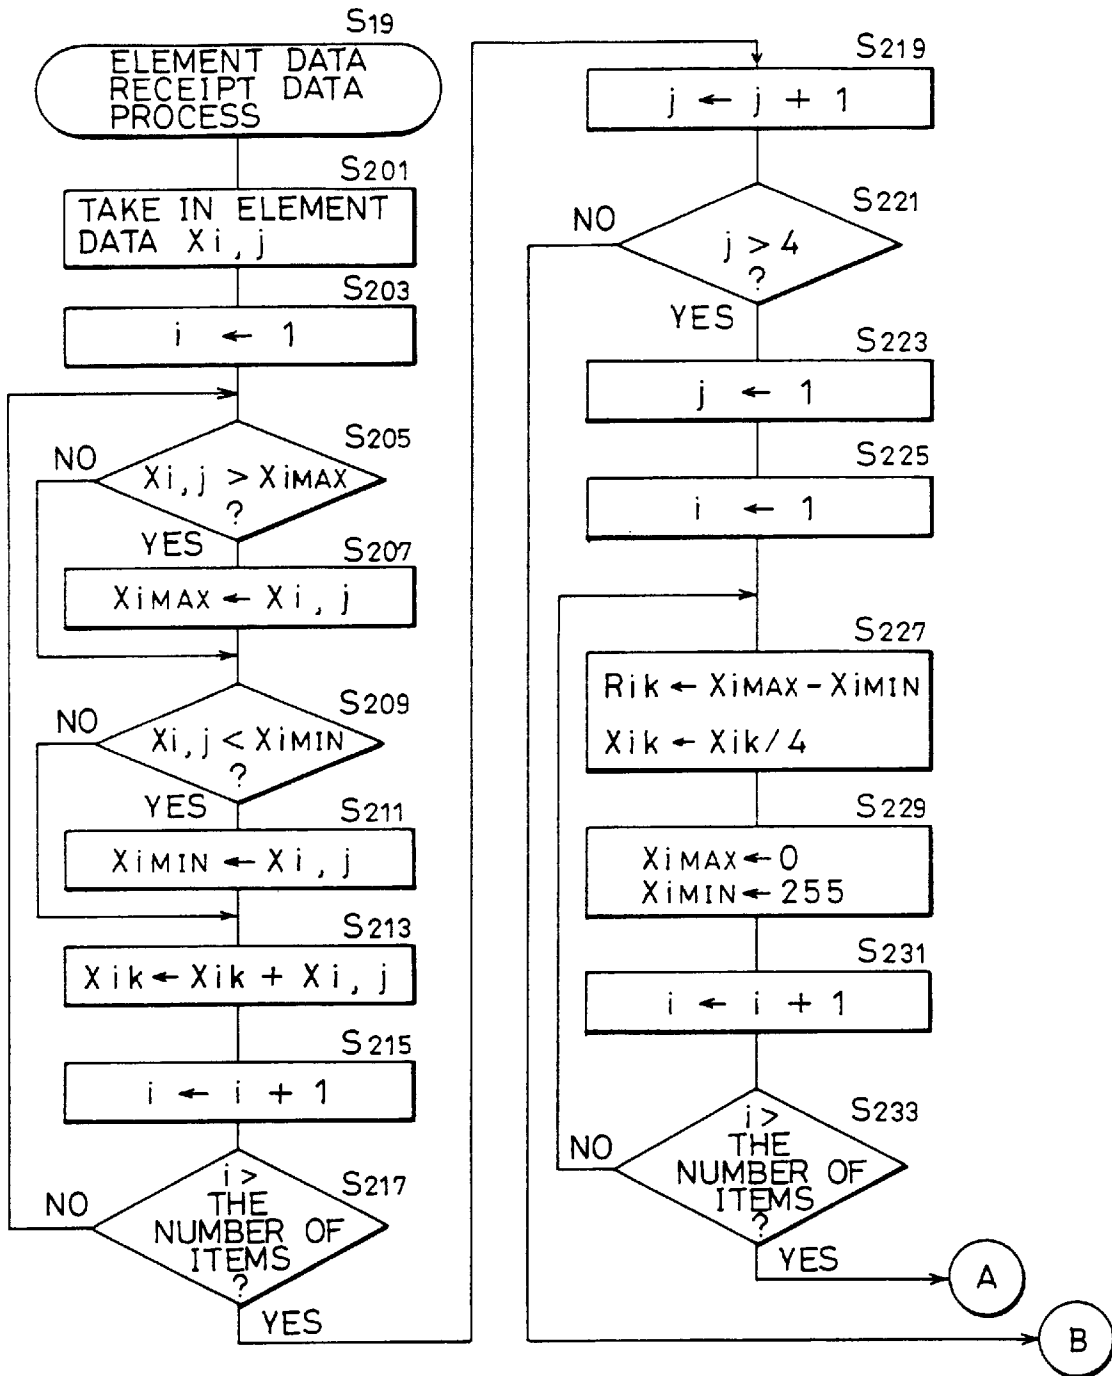 S19
ELEMENT DATA
RECEIPT DATA
PROCESS
S201
TAKE IN ELEMENT
DATA Xi,j
S203
i ← 1
S205
NO
Xi,j > XiMAX
?
YES
S207
XiMAX ← Xi,j
S209
NO
Xi,j < XiMIN
?
YES
S211
XiMIN ← Xi,j
S213
Xik ← Xik + Xi,j
S215
i ← i + 1
S217
NO
i >
THE
NUMBER OF
ITEMS
?
YES
S219
j ← j + 1
S221
NO
j > 4
?
YES
S223
j ← 1
S225
i ← 1
S227
Rik ← XiMAX - XiMIN
Xik ← Xik/4
S229
XiMAX ← 0
XiMIN ← 255
S231
i ← i + 1
S233
NO
i >
THE
NUMBER OF
ITEMS
?
YES
A
B